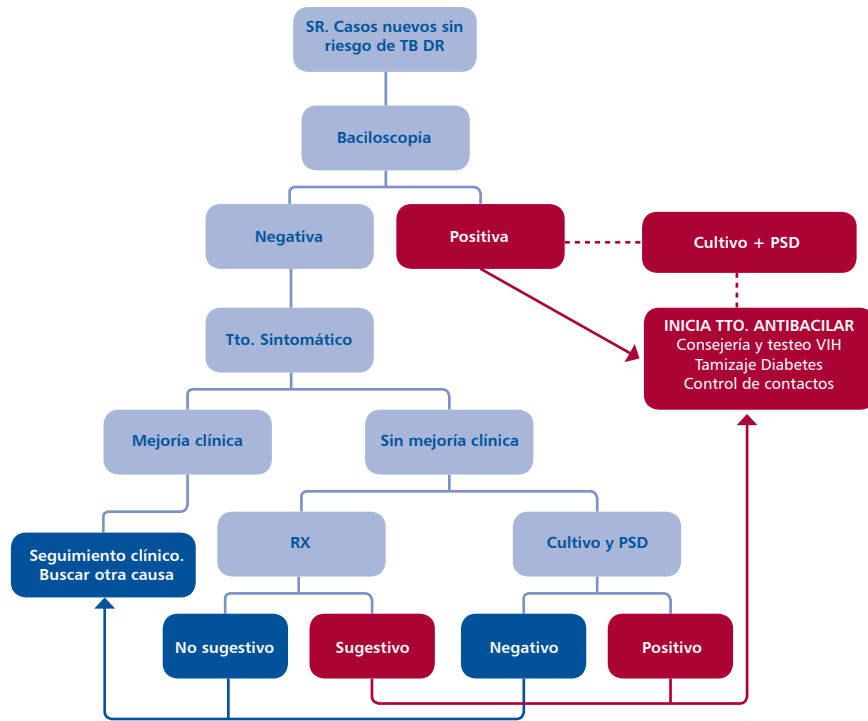 SR. Casos nuevos sin
riesgo de TB DR
Baciloscopía
Negativa
Positiva
Cultivo + PSD
Tto. Sintomático
INICIA TTO. ANTIBACILAR
Consejería y testeo VIH
Tamizaje Diabetes
Control de contactos
Mejoría clínica
Sin mejoría clínica
Seguimiento clínico.
Buscar otra causa
RX
Cultivo y PSD
No sugestivo
Sugestivo
Negativo
Positivo